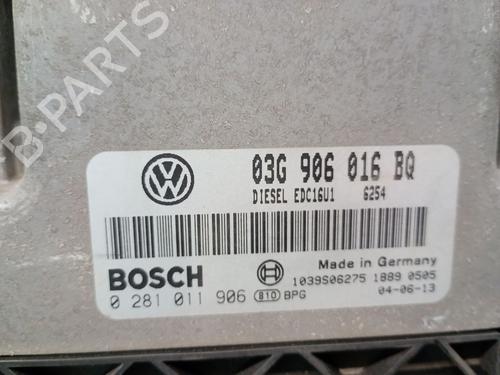 B-PARTS
03G 906 016 BQ
DIESEL EDC16U1 6254
BOSCH
Made in Germany
1039S06275 1889 0505
0 281 011 906 810 BPG 04-06-13